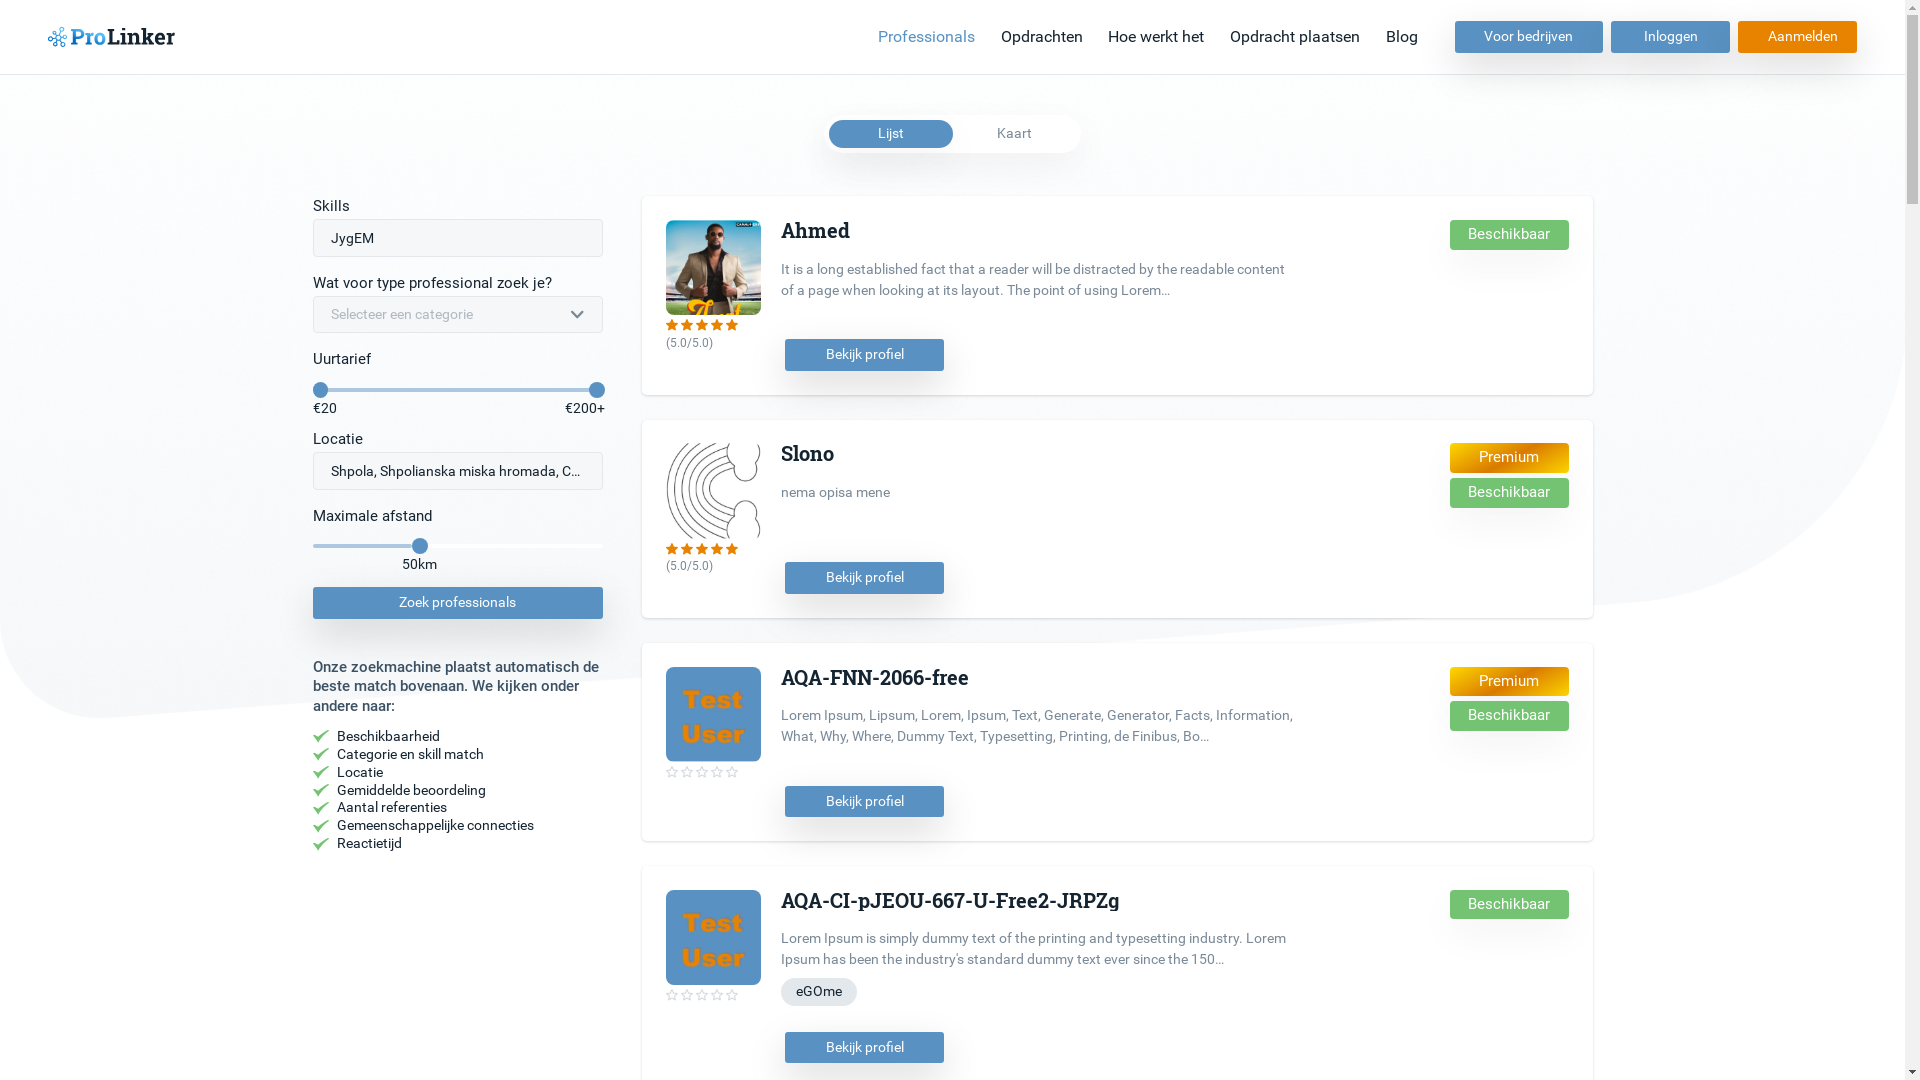 ProLinker
Professionals
Opdrachten
Hoe werkt het
Opdracht plaatsen
Blog
Voor bedrijven
Inloggen
Aanmelden
Lijst
Kaart
Skills
JygEM
Wat voor type professional zoek je?
Selecteer een categorie
Uurtarief
€20
€200+
Locatie
Shpola, Shpolianska miska hromada, C...
Maximale afstand
50km
Zoek professionals
Onze zoekmachine plaatst automatisch de
beste match bovenaan. We kijken onder
andere naar:
Beschikbaarheid
Categorie en skill match
Locatie
Gemiddelde beoordeling
Aantal referenties
Gemeenschappelijke connecties
Reactietijd
Ahmed
It is a long established fact that a reader will be distracted by the readable content
of a page when looking at its layout. The point of using Lorem...
(5.0/5.0)
Bekijk profiel
Beschikbaar
Slono
nema opisa mene
(5.0/5.0)
Bekijk profiel
Premium
Beschikbaar
Test
User
AQA-FNN-2066-free
Lorem Ipsum, Lipsum, Lorem, Ipsum, Text, Generate, Generator, Facts, Information,
What, Why, Where, Dummy Text, Typesetting, Printing, de Finibus, Bo...
Bekijk profiel
Premium
Beschikbaar
Test
User
AQA-CI-pJEOU-667-U-Free2-JRPZg
Lorem Ipsum is simply dummy text of the printing and typesetting industry. Lorem
Ipsum has been the industry's standard dummy text ever since the 150...
eGOme
Bekijk profiel
Beschikbaar